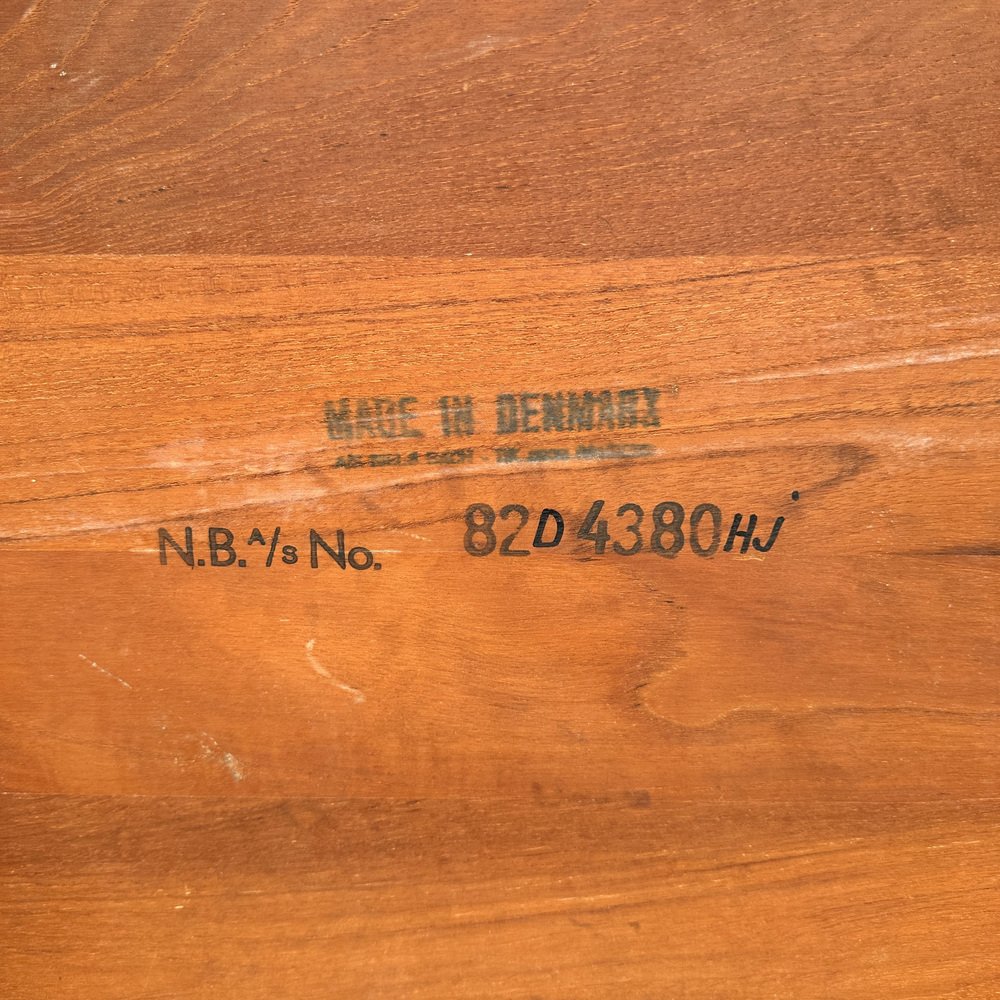 MADE IN DENMARK
N.B. A/S No. 82D 4380HJ